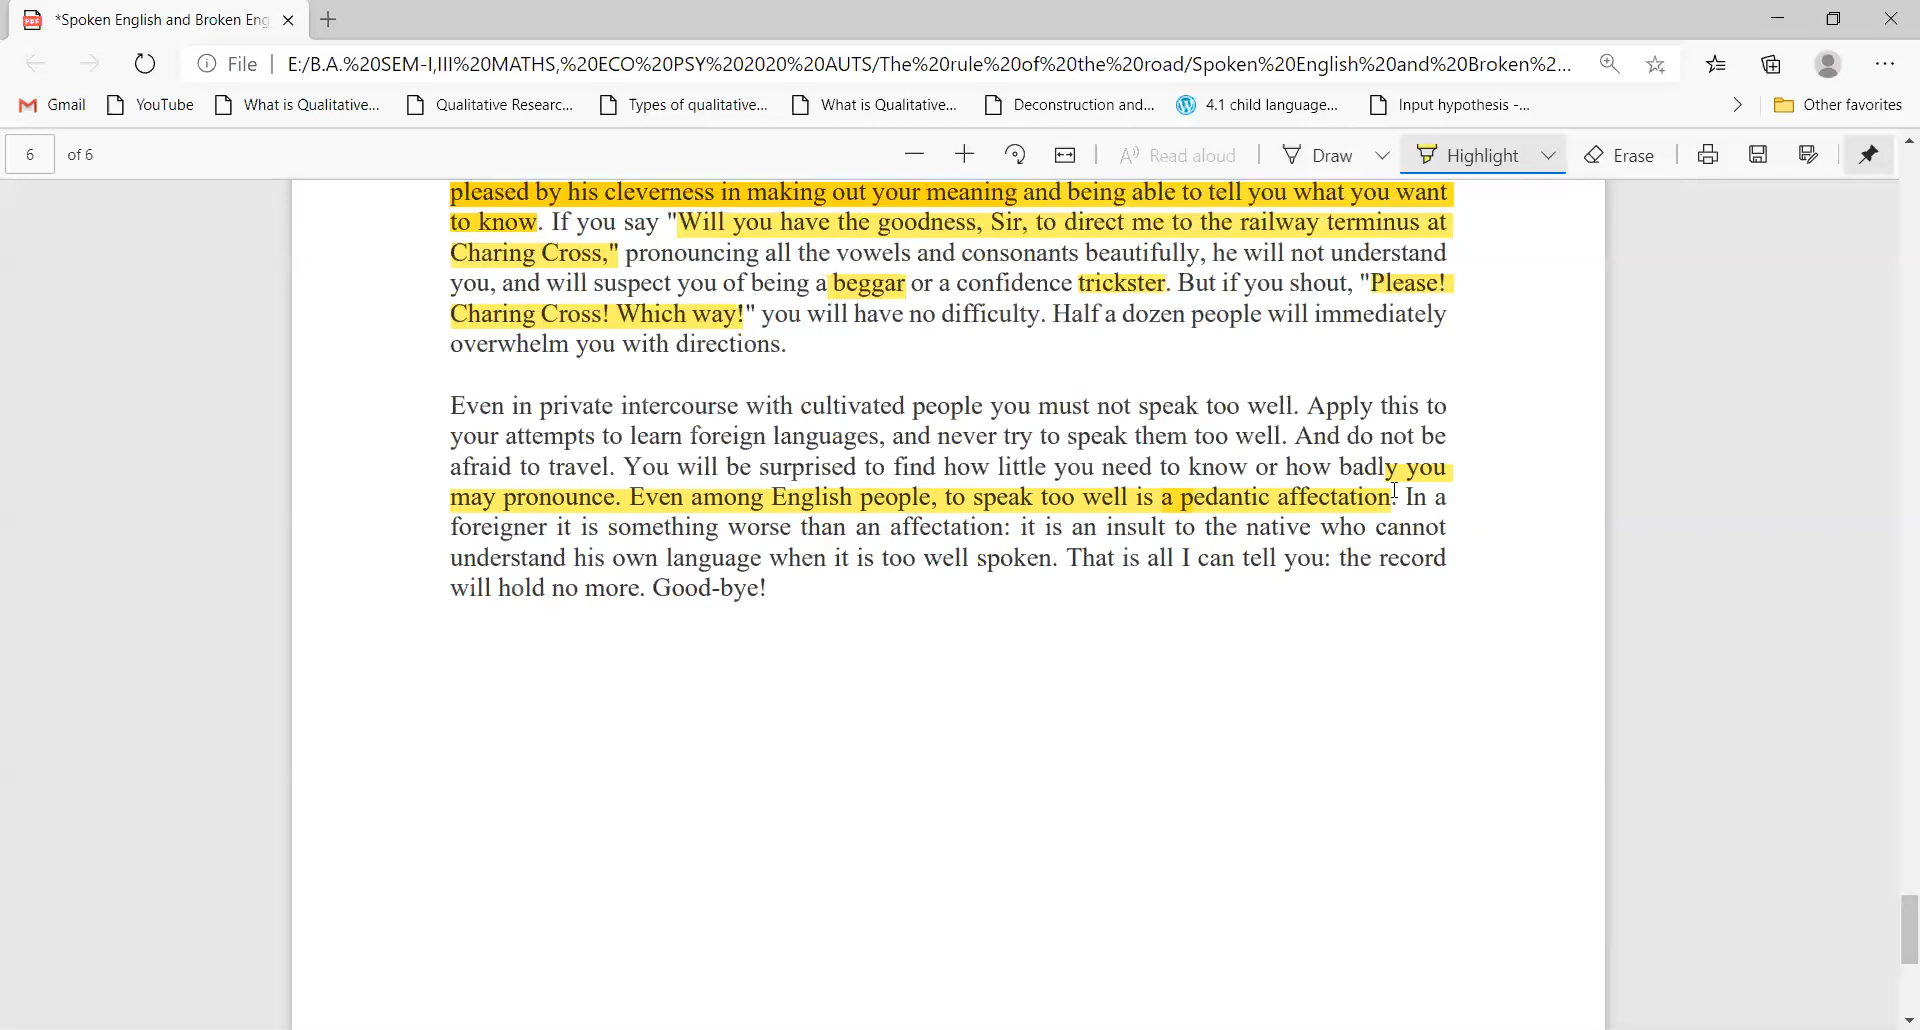 *Spoken English and Broken Eng
File
E:/B.A.%20SEM-I,III%20MATHS,%20ECO%20PSY%202020%20AUTS/The%20rule%20of%20the%20road/Spoken%20English%20and%20Broken%2...
Gmail YouTube What is Qualitative... Qualitative Researc... Types of qualitative... What is Qualitative... Deconstruction and... 4.1 child language... Input hypothesis -... Other favorites
6 of 6 Read aloud Draw Highlight Erase
pleased by his cleverness in making out your meaning and being able to tell you what you want
to know. If you say "Will you have the goodness, Sir, to direct me to the railway terminus at
Charing Cross," pronouncing all the vowels and consonants beautifully, he will not understand
you, and will suspect you of being a beggar or a confidence trickster. But if you shout, "Please!
Charing Cross! Which way!" you will have no difficulty. Half a dozen people will immediately
overwhelm you with directions.
Even in private intercourse with cultivated people you must not speak too well. Apply this to
your attempts to learn foreign languages, and never try to speak them too well. And do not be
afraid to travel. You will be surprised to find how little you need to know or how badly you
may pronounce. Even among English people, to speak too well is a pedantic affectation. In a
foreigner it is something worse than an affectation: it is an insult to the native who cannot
understand his own language when it is too well spoken. That is all I can tell you: the record
will hold no more. Good-bye!